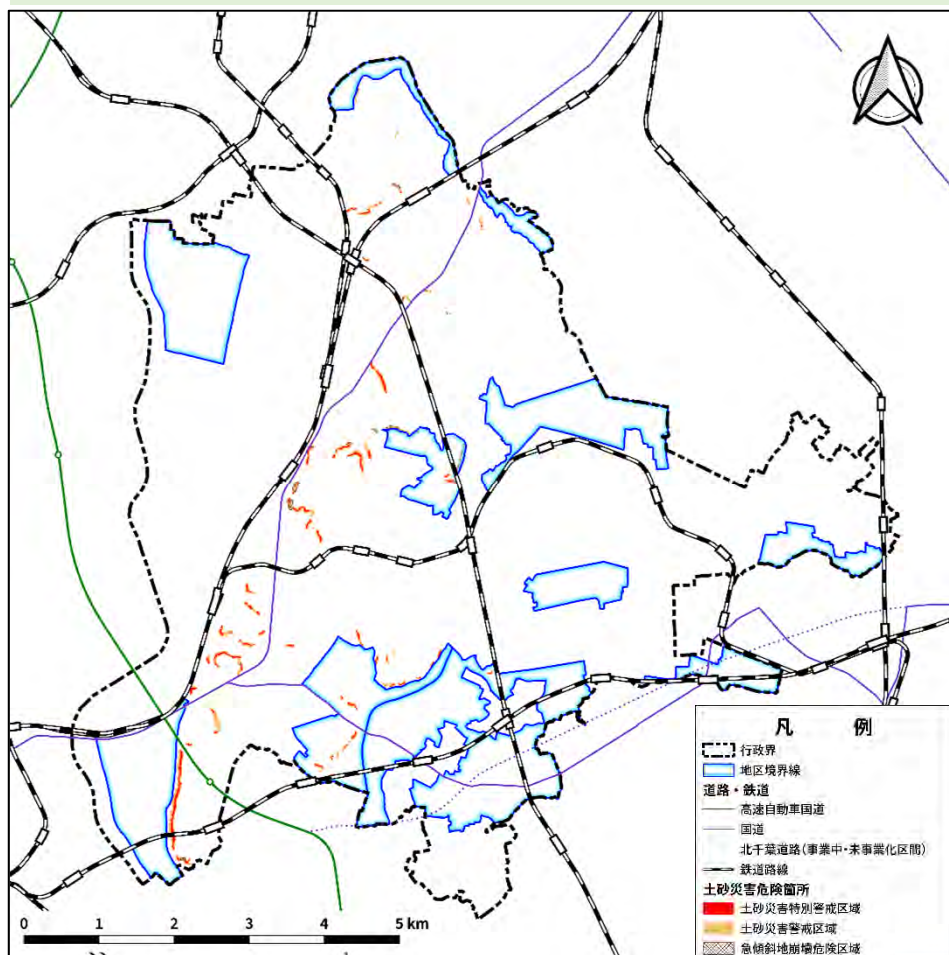 凡 例
行政界
地区境界線
道路・鉄道
高速自動車国道
国道
北千葉道路(事業中・未事業化区間)
鉄道路線
土砂災害危険箇所
土砂災害特別警戒区域
土砂災害警戒区域
急傾斜地崩壊危険区域
0 1 2 3 4 5 km